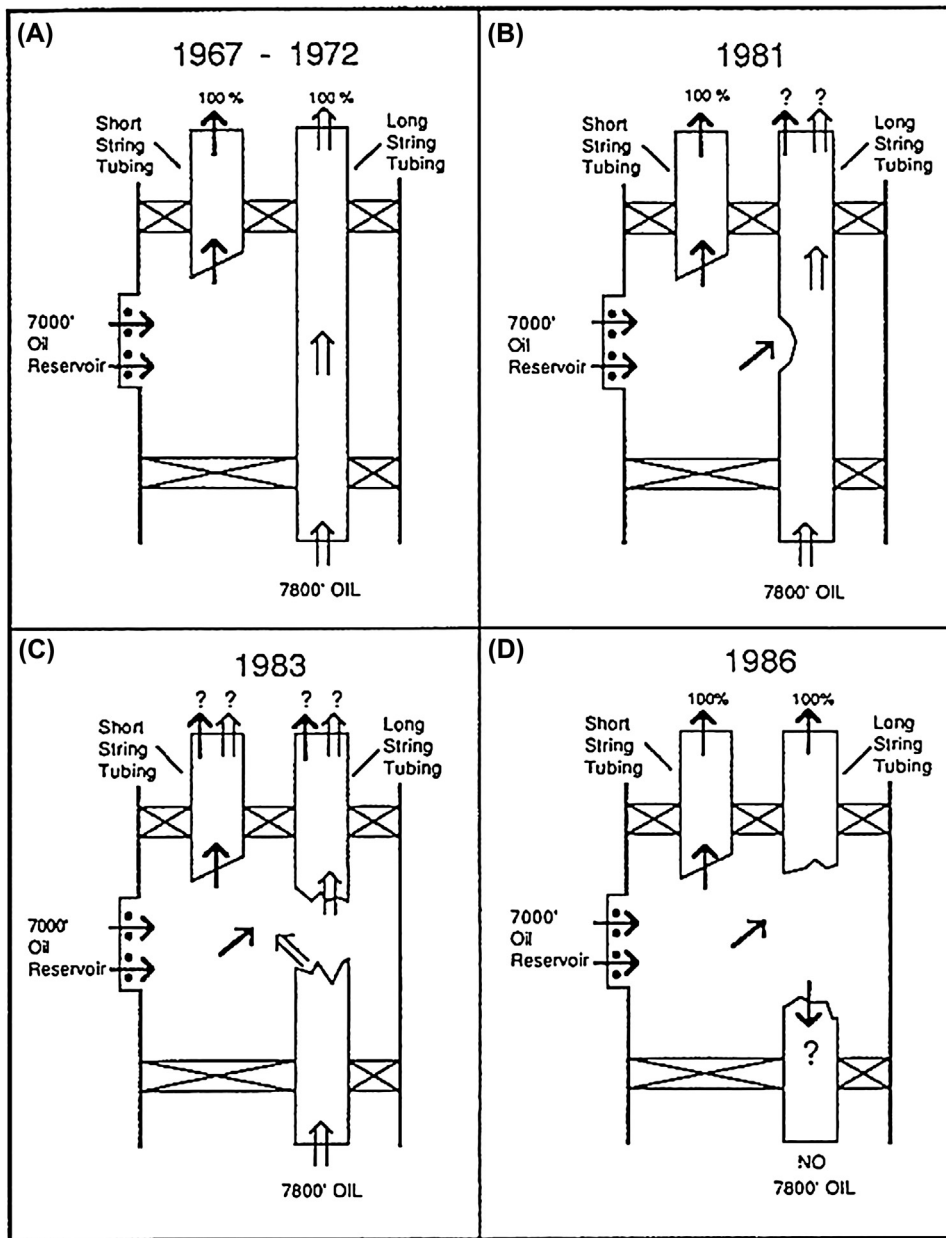 (A)
1967 - 1972
100 %
100 %
Short
String
Tubing
Long
String
Tubing
7000'
Oil
Reservoir
7800' OIL
(B)
1981
100 %
?
?
Short
String
Tubing
Long
String
Tubing
7000'
Oil
Reservoir
7800' OIL
(C)
1983
?
?
?
?
Short
String
Tubing
Long
String
Tubing
7000'
Oil
Reservoir
7800' OIL
(D)
1986
100%
100%
Short
String
Tubing
Long
String
Tubing
7000'
Oil
Reservoir
?
NO
7800' OIL